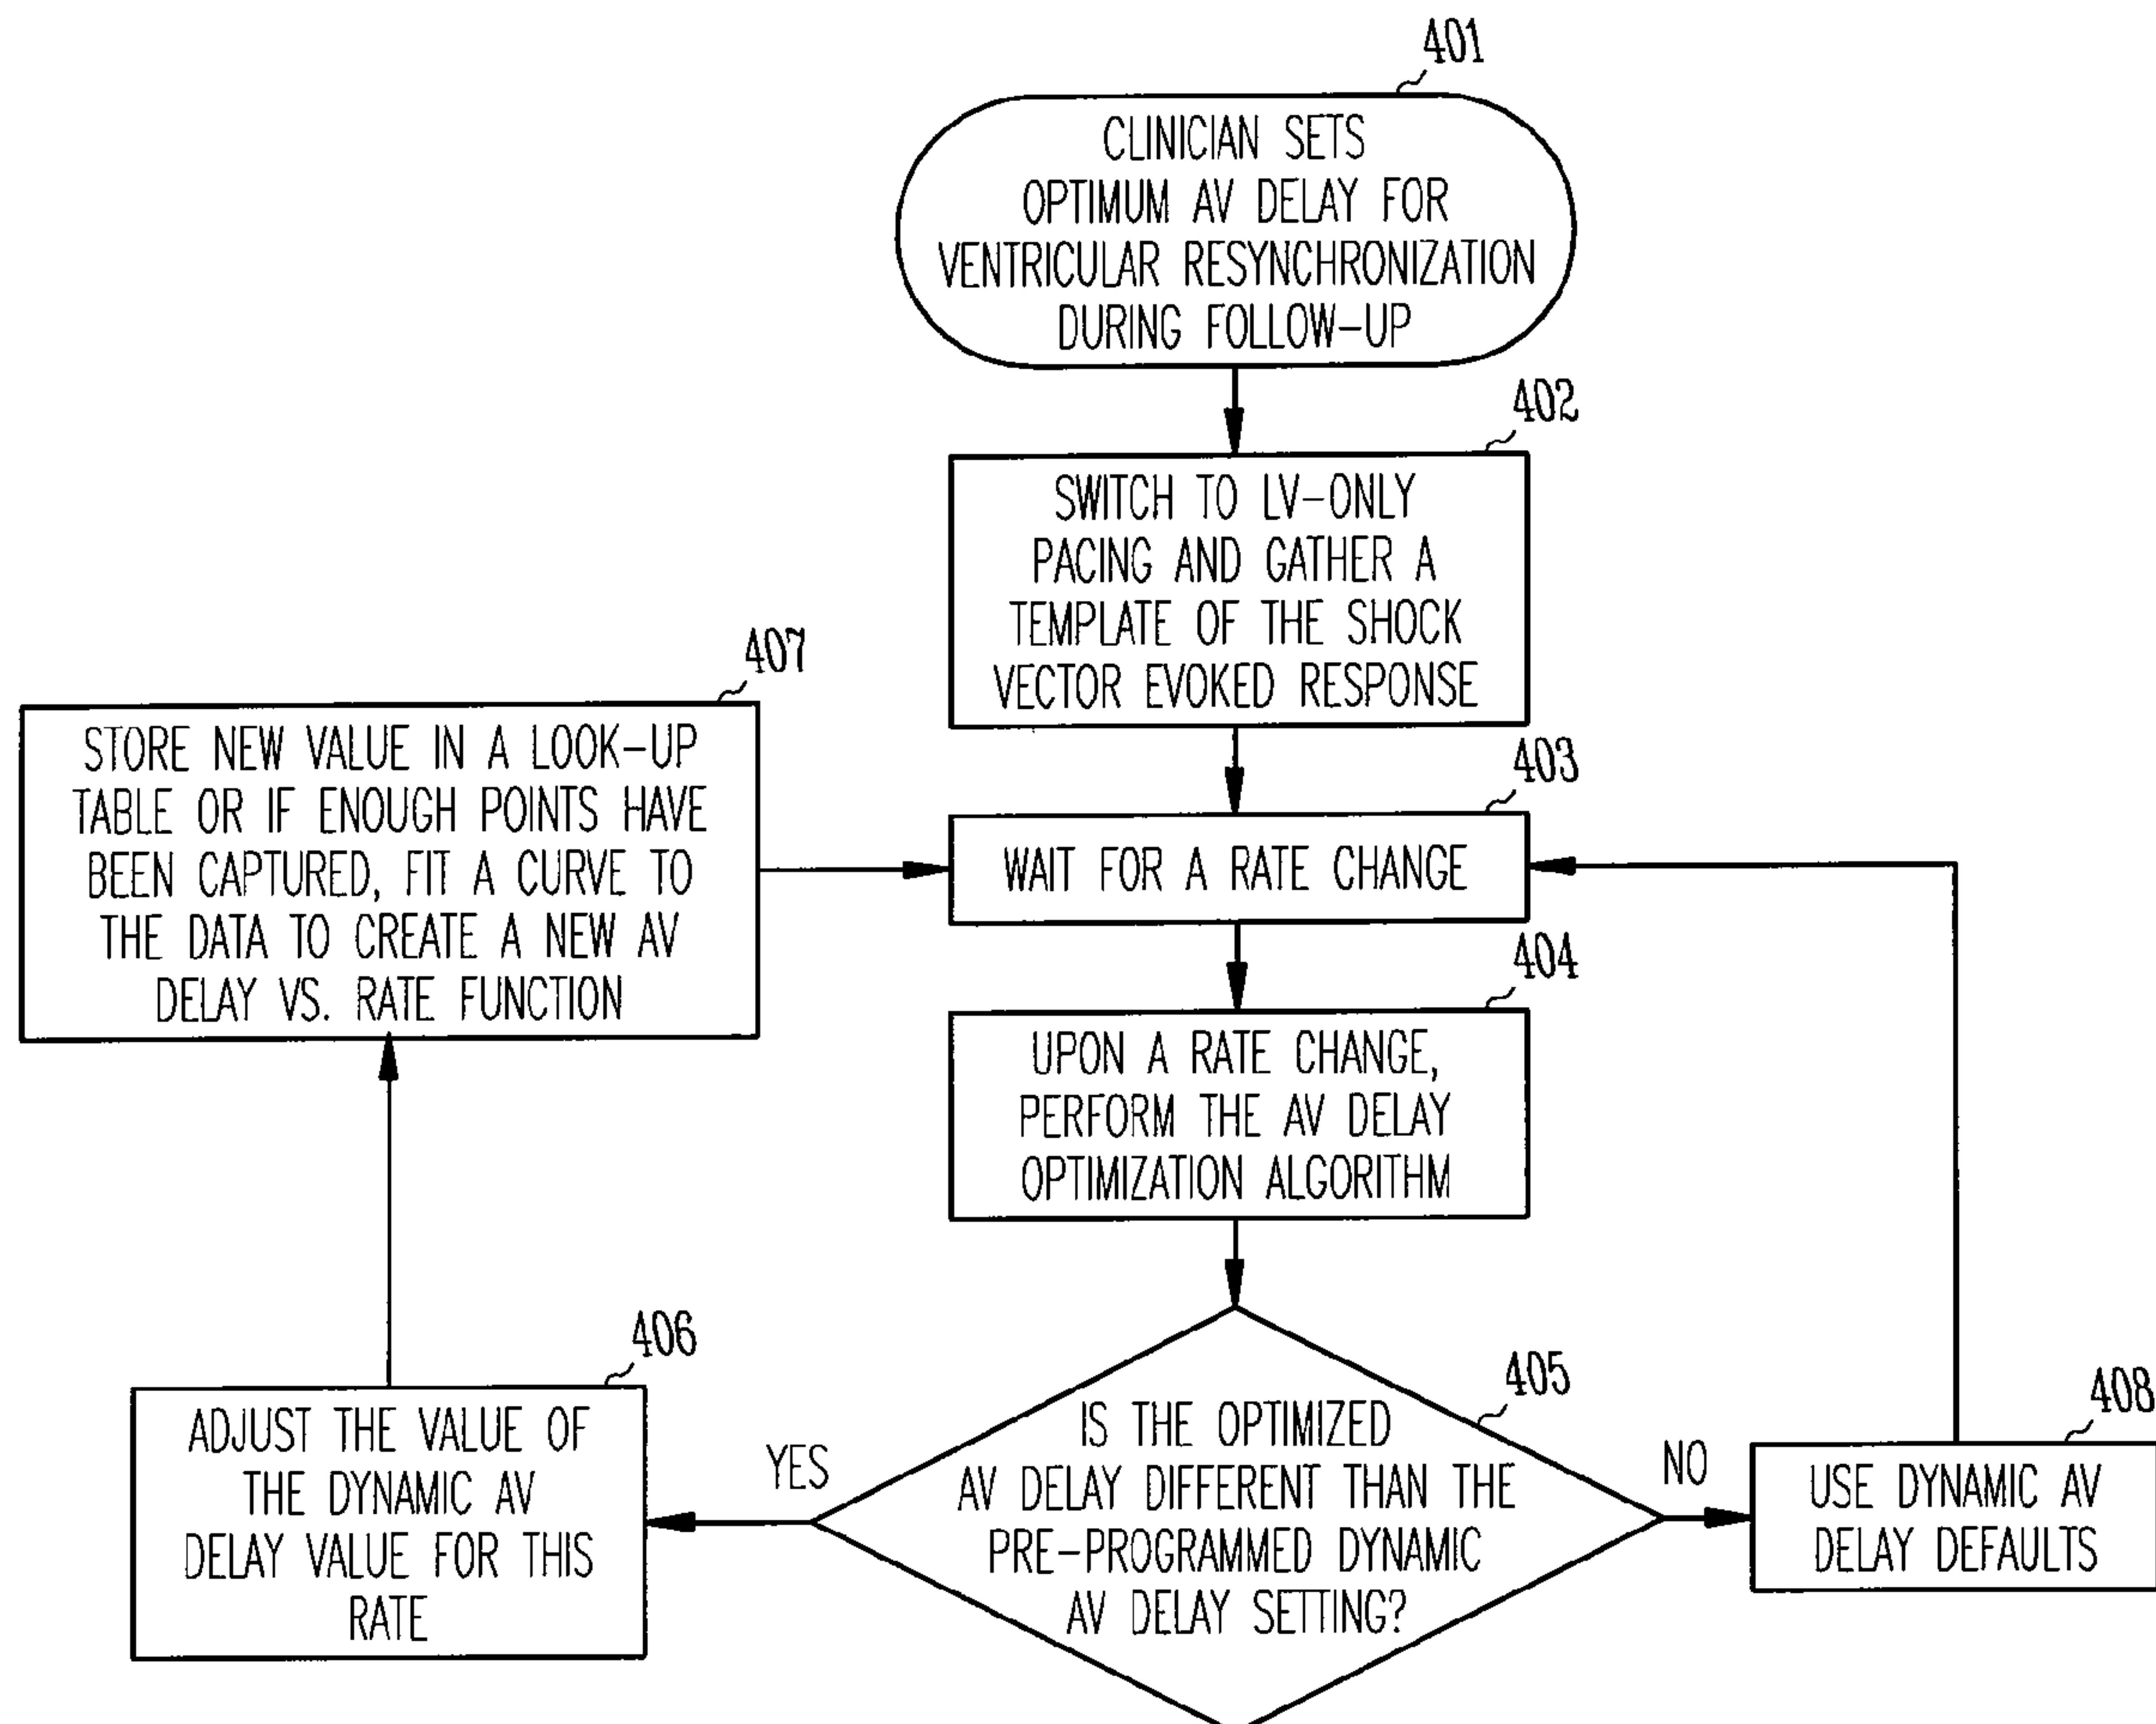 401
CLINICIAN SETS
OPTIMUM AV DELAY FOR
VENTRICULAR RESYNCHRONIZATION
DURING FOLLOW-UP
402
SWITCH TO LV-ONLY
PACING AND GATHER A
TEMPLATE OF THE SHOCK
VECTOR EVOKED RESPONSE
407
STORE NEW VALUE IN A LOOK-UP
TABLE OR IF ENOUGH POINTS HAVE
BEEN CAPTURED, FIT A CURVE TO
THE DATA TO CREATE A NEW AV
DELAY VS. RATE FUNCTION
403
WAIT FOR A RATE CHANGE
404
UPON A RATE CHANGE,
PERFORM THE AV DELAY
OPTIMIZATION ALGORITHM
405
IS THE OPTIMIZED
AV DELAY DIFFERENT THAN THE
PRE-PROGRAMMED DYNAMIC
AV DELAY SETTING?
YES
406
ADJUST THE VALUE OF
THE DYNAMIC AV
DELAY VALUE FOR THIS
RATE
NO
408
USE DYNAMIC AV
DELAY DEFAULTS